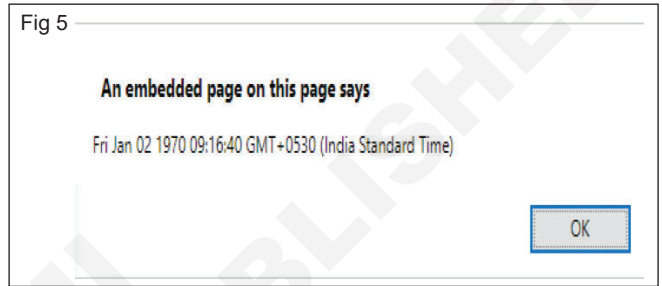 Fig 5
An embedded page on this page says
Fri Jan 02 1970 09:16:40 GMT+0530 (India Standard Time)
OK